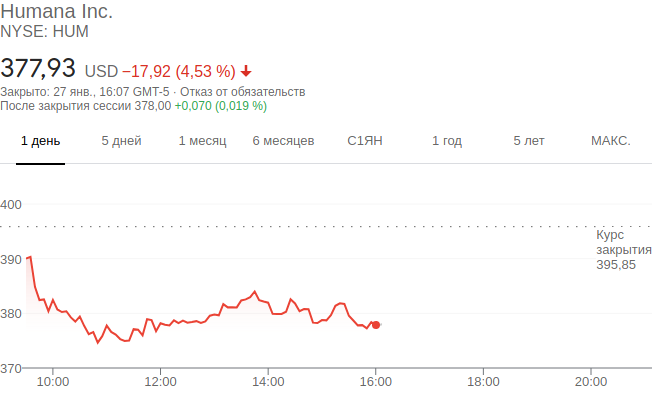 Humana Inc.
NYSE: HUM
377,93 USD −17,92 (4,53 %)
Закрыто: 27 янв., 16:07 GMT-5 · Отказ от обязательств
После закрытия сессии 378,00 +0,070 (0,019 %)
1 день 5 дней 1 месяц 6 месяцев С1ЯН 1 год 5 лет МАКС.
400
Курс
закрытия
395,85
390
380
370
10:00 12:00 14:00 16:00 18:00 20:00